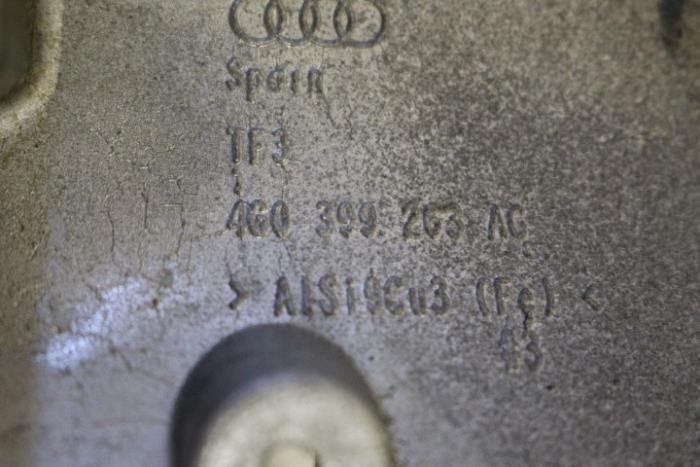 Spain
TF3
4G0 399 263 AC
> AlSi9Cu3 (Fe) <